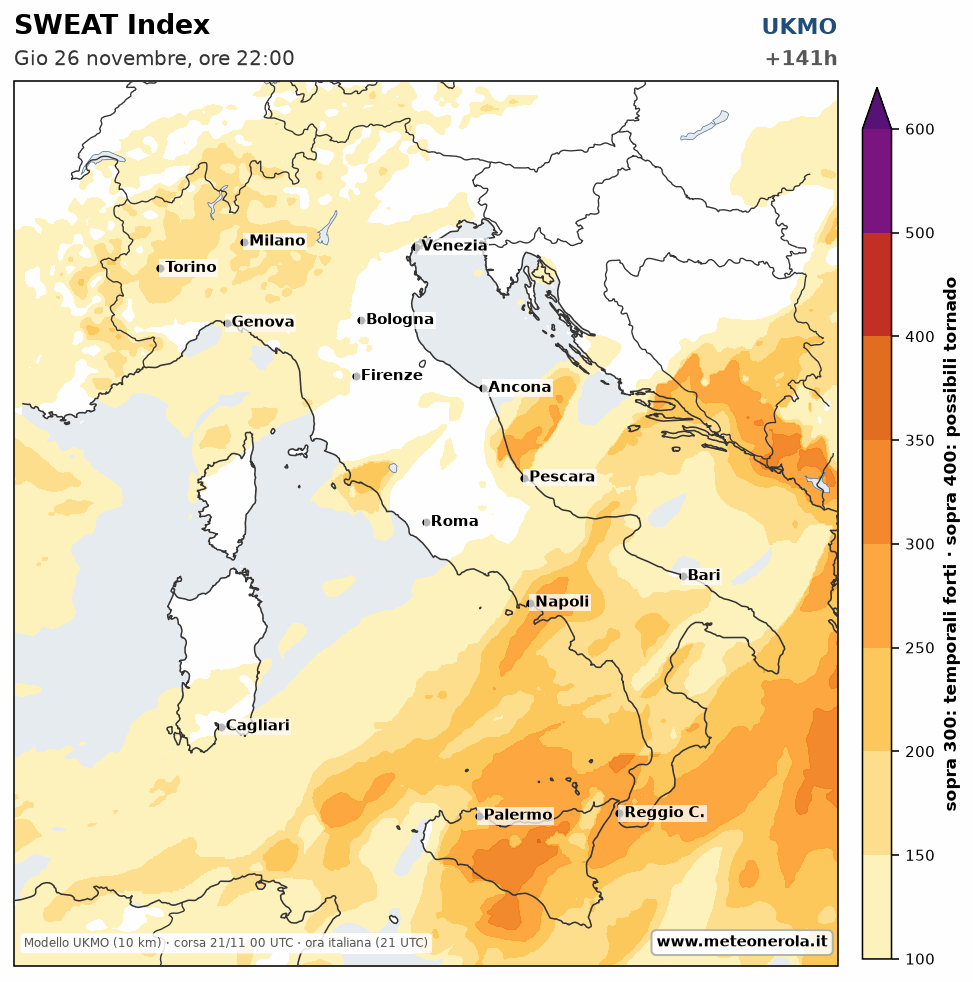 SWEAT Index
UKMO
Gio 26 novembre, ore 22:00
+141h
600
500
400
350
300
250
200
150
100
sopra 300: temporali forti · sopra 400: possibili tornado
Milano
Venezia
Torino
Genova
Bologna
Firenze
Ancona
Pescara
Roma
Bari
Napoli
Cagliari
Palermo
Reggio C.
Modello UKMO (10 km) · corsa 21/11 00 UTC · ora italiana (21 UTC)
www.meteonerola.it